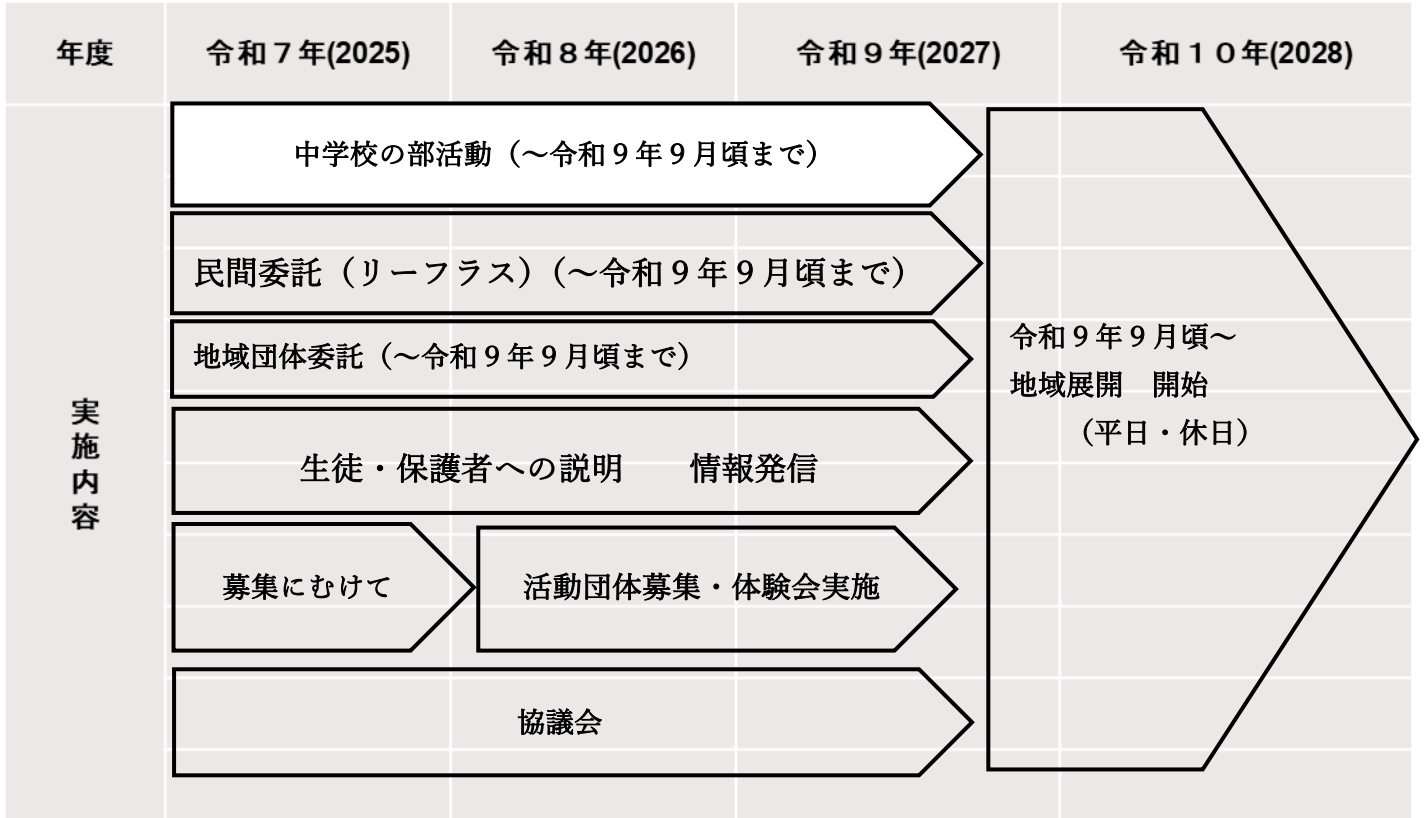 年度
令和７年(2025)
令和８年(2026)
令和９年(2027)
令和１０年(2028)
実施内容
中学校の部活動（～令和９年９月頃まで）
民間委託（リーフラス）（～令和９年９月頃まで）
地域団体委託（～令和９年９月頃まで）
生徒・保護者への説明　　情報発信
募集にむけて
活動団体募集・体験会実施
協議会
令和９年９月頃～
地域展開　開始
（平日・休日）